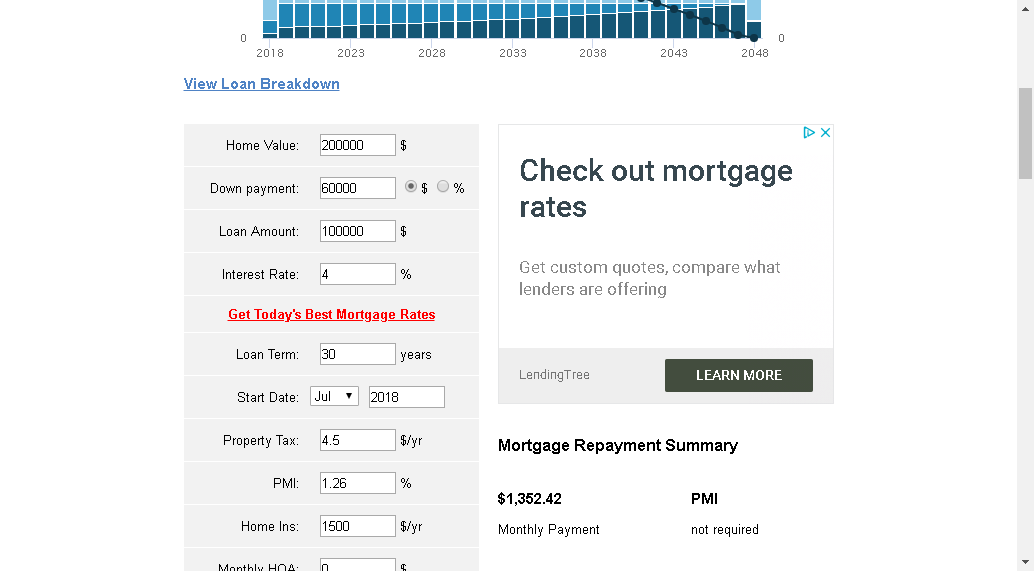 0
0
2018 2023 2028 2033 2038 2043 2048
View Loan Breakdown
Home Value: 200000 $
Down payment: 60000 $ %
Loan Amount: 100000 $
Interest Rate: 4 %
Get Today's Best Mortgage Rates
Loan Term: 30 years
Start Date: Jul 2018
Property Tax: 4.5 $/yr
PMI: 1.26 %
Home Ins: 1500 $/yr
Monthly HOA: 0 $
Check out mortgage
rates
Get custom quotes, compare what
lenders are offering
LendingTree
LEARN MORE
Mortgage Repayment Summary
$1,352.42 PMI
Monthly Payment not required